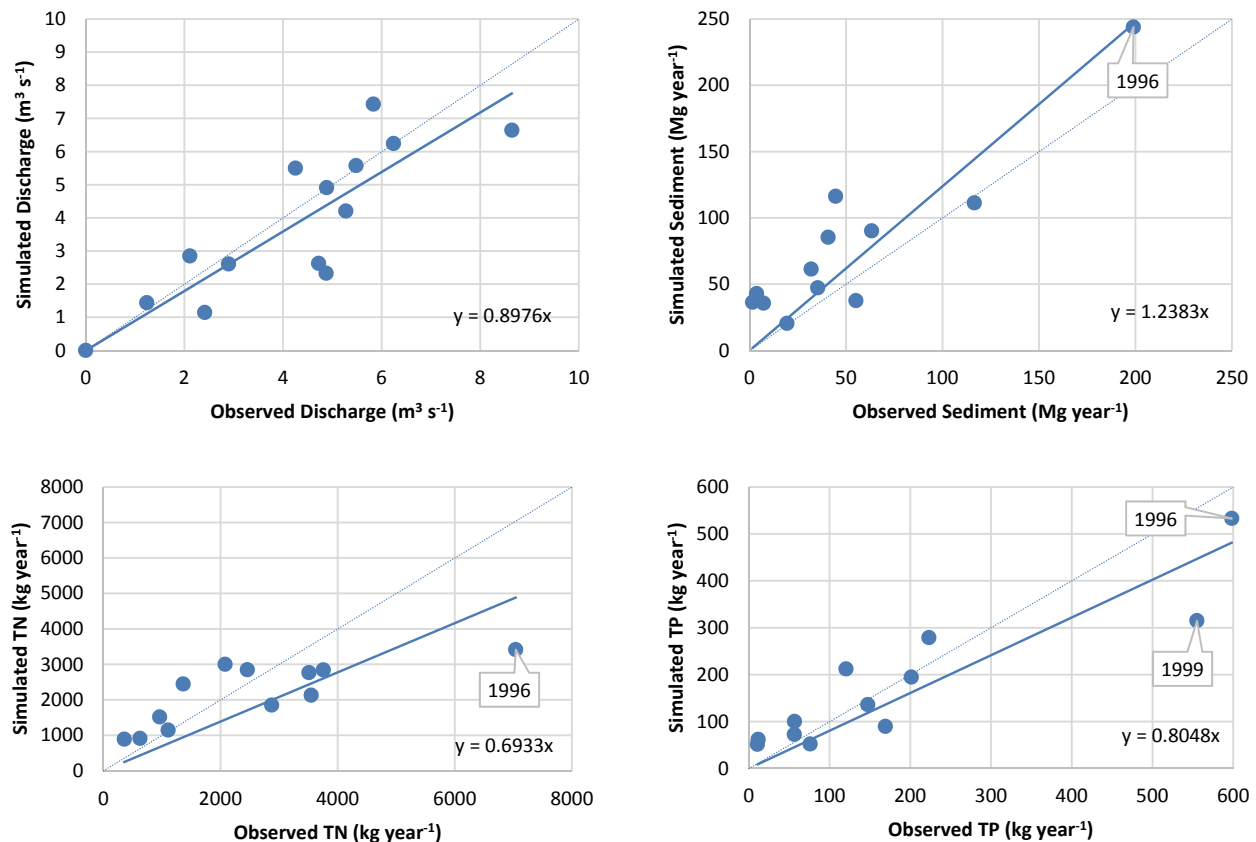 10
9
8
7
6
5
4
3
2
1
0
Simulated Discharge (m³ s⁻¹)
y = 0.8976x
0 2 4 6 8 10
Observed Discharge (m³ s⁻¹)
250
200
150
100
50
0
Simulated Sediment (Mg year⁻¹)
1996
y = 1.2383x
0 50 100 150 200 250
Observed Sediment (Mg year⁻¹)
8000
7000
6000
5000
4000
3000
2000
1000
0
Simulated TN (kg year⁻¹)
1996
y = 0.6933x
0 2000 4000 6000 8000
Observed TN (kg year⁻¹)
600
500
400
300
200
100
0
Simulated TP (kg year⁻¹)
1996
1999
y = 0.8048x
0 100 200 300 400 500 600
Observed TP (kg year⁻¹)